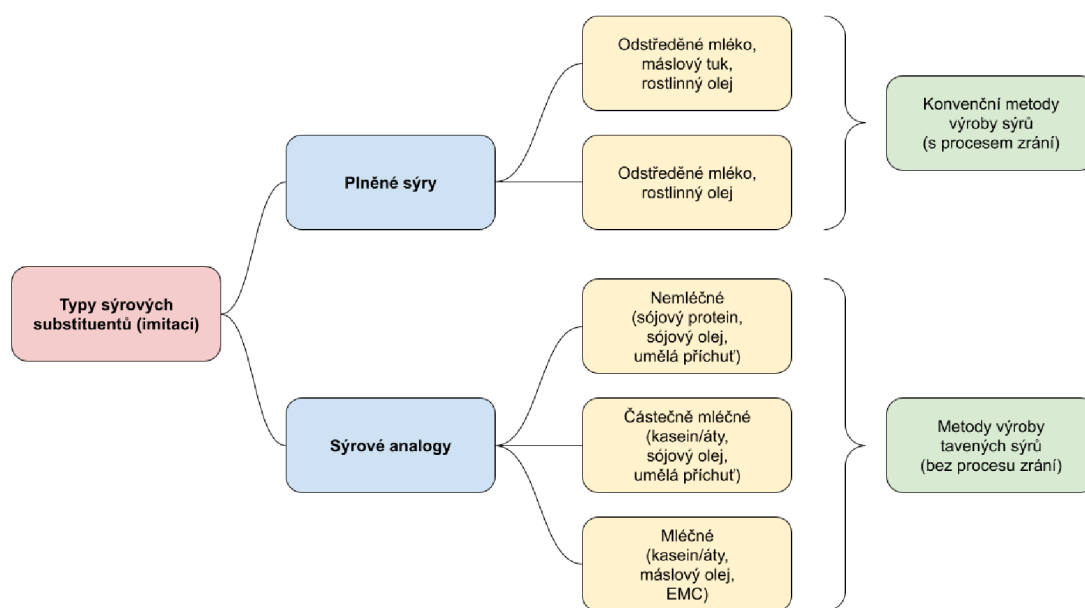 Typy sýrových
substituentů (imitací)
Plněné sýry
Odstředěné mléko,
máslový tuk,
rostlinný olej
Odstředěné mléko,
rostlinný olej
Konvenční metody
výroby sýrů
(s procesem zrání)
Sýrové analogy
Nemléčné
(sójový protein,
sójový olej,
umělá příchuť)
Částečně mléčné
(kasein/áty,
sójový olej,
umělá příchuť)
Mléčné
(kasein/áty,
máslový olej,
EMC)
Metody výroby
tavených sýrů
(bez procesu zrání)